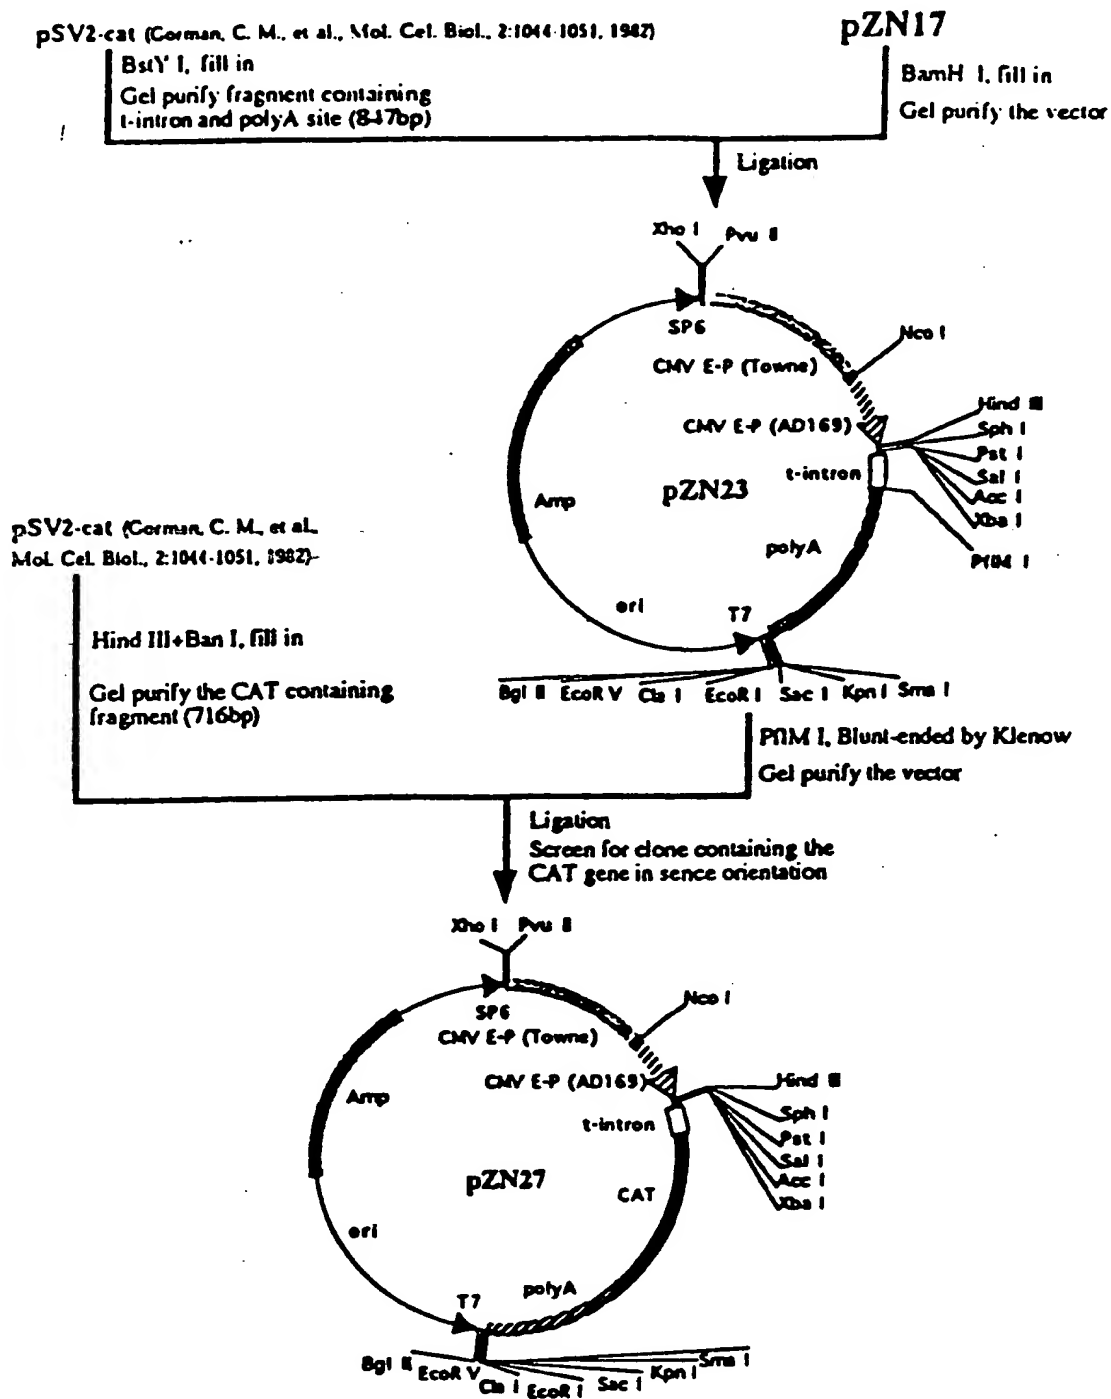 pSV2-cat (Gorman, C. M., et al., Mol. Cel. Biol., 2:1044-1051, 1982)
pZN17
BstY I, fill in
Gel purify fragment containing
t-intron and polyA site (847bp)
BamH I, fill in
Gel purify the vector
Ligation
Xho I
Pvu II
SP6
Nco I
CMV E-P (Towne)
CMV E-P (AD169)
Hind III
Sph I
Pst I
Sal I
Acc I
Xba I
PflM I
t-intron
pZN23
Amp
polyA
ori
T7
Bgl II
EcoR V
Cla I
EcoR I
Sac I
Kpn I
Sma I
pSV2-cat (Gorman, C. M., et al.,
Mol. Cel. Biol., 2:1044-1051, 1982)
Hind III+Ban I, fill in
Gel purify the CAT containing
fragment (716bp)
PflM I, Blunt-ended by Klenow
Gel purify the vector
Ligation
Screen for clone containing the
CAT gene in sence orientation
Xho I
Pvu II
SP6
Nco I
CMV E-P (Towne)
CMV E-P (AD169)
Hind III
Sph I
Pst I
Sal I
Acc I
Xba I
t-intron
Amp
pZN27
CAT
ori
polyA
T7
Bgl II
EcoR V
Cla I
EcoR I
Sac I
Kpn I
Sma I